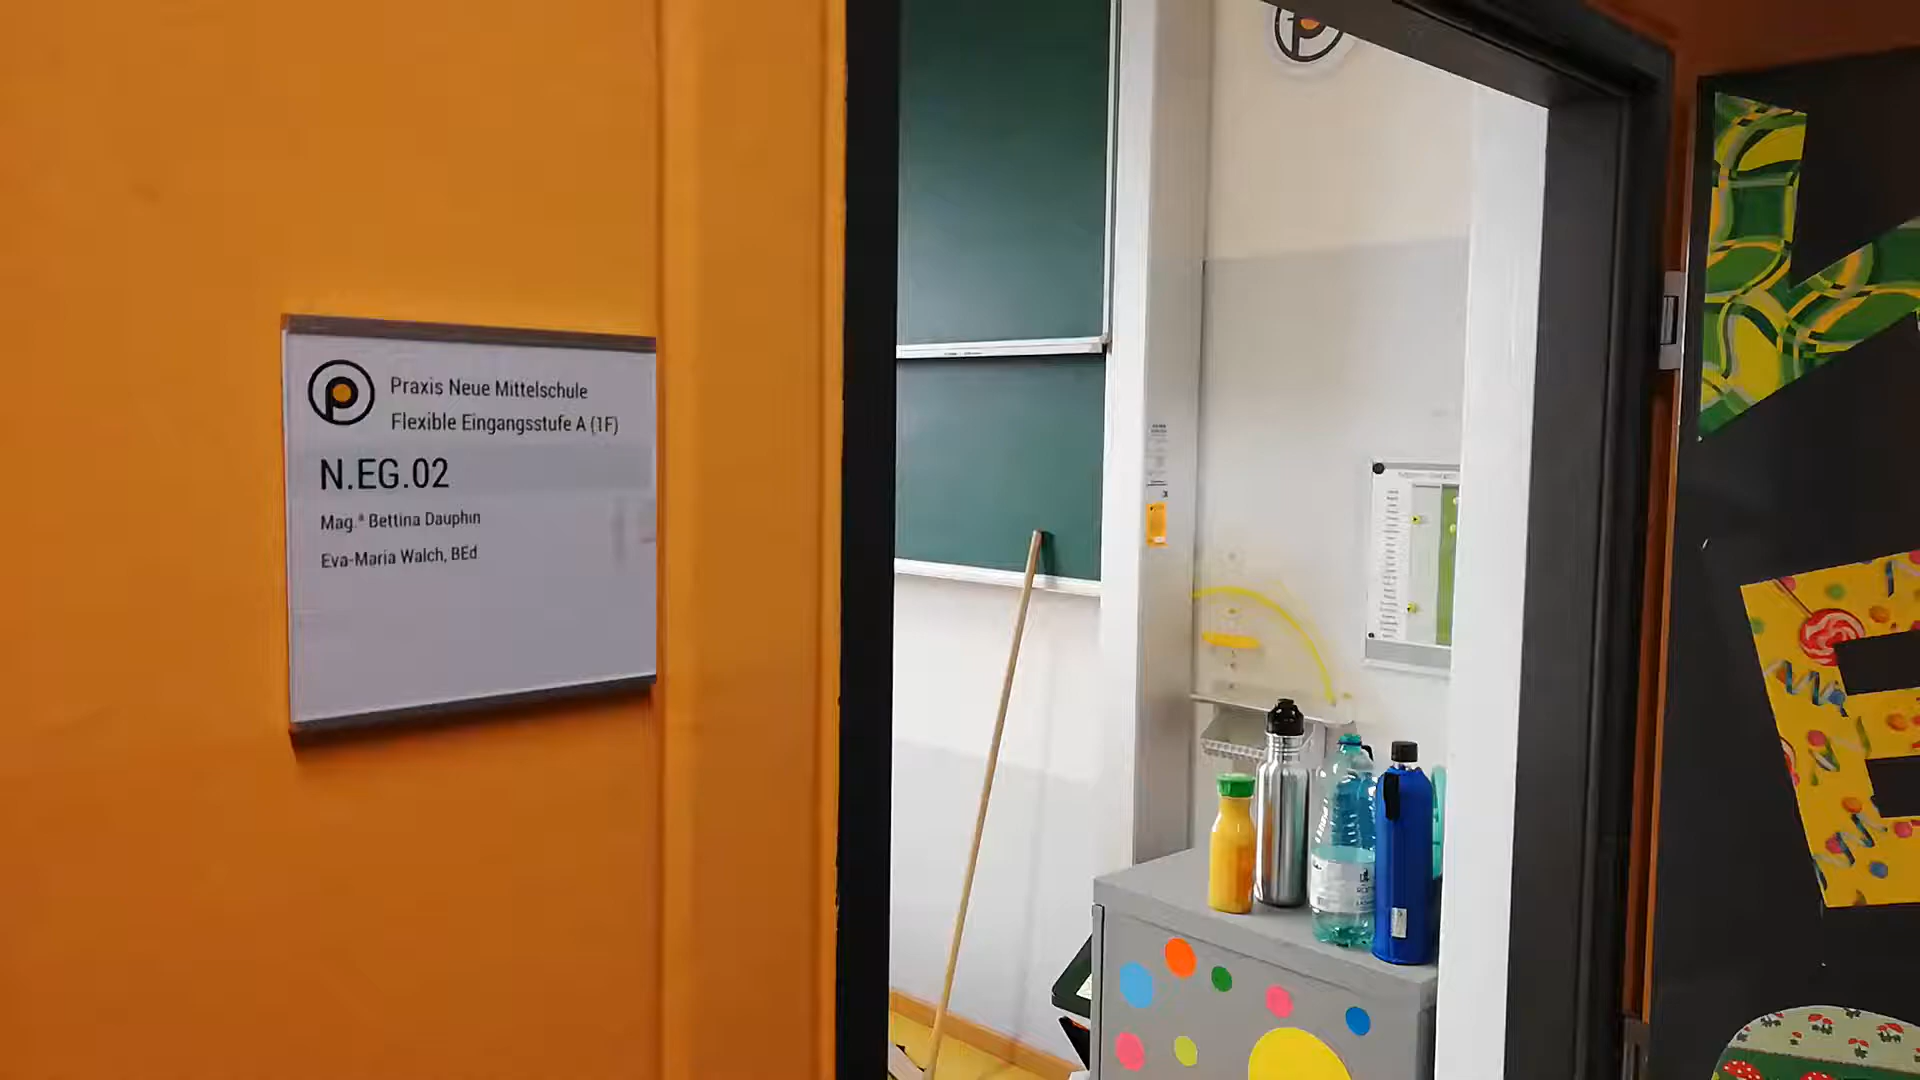 Praxis Neue Mittelschule
Flexible Eingangsstufe A (1F)
N.EG.02
Mag.ª Bettina Dauphin
Eva-Maria Walch, BEd
K
E